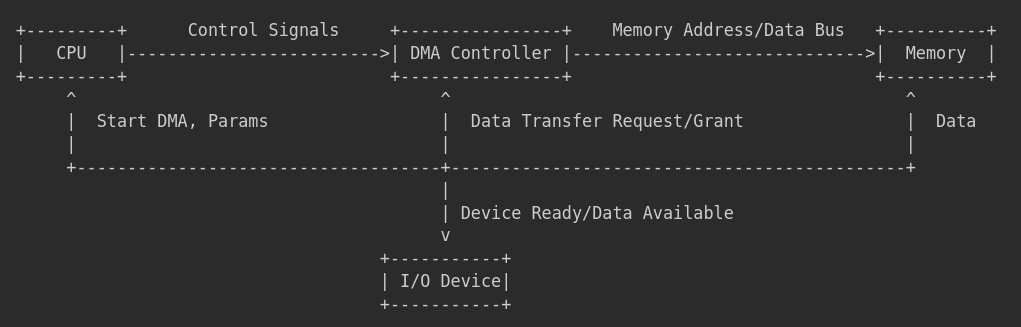 Control Signals Memory Address/Data Bus
CPU DMA Controller Memory
Start DMA, Params Data Transfer Request/Grant Data
Device Ready/Data Available
I/O Device